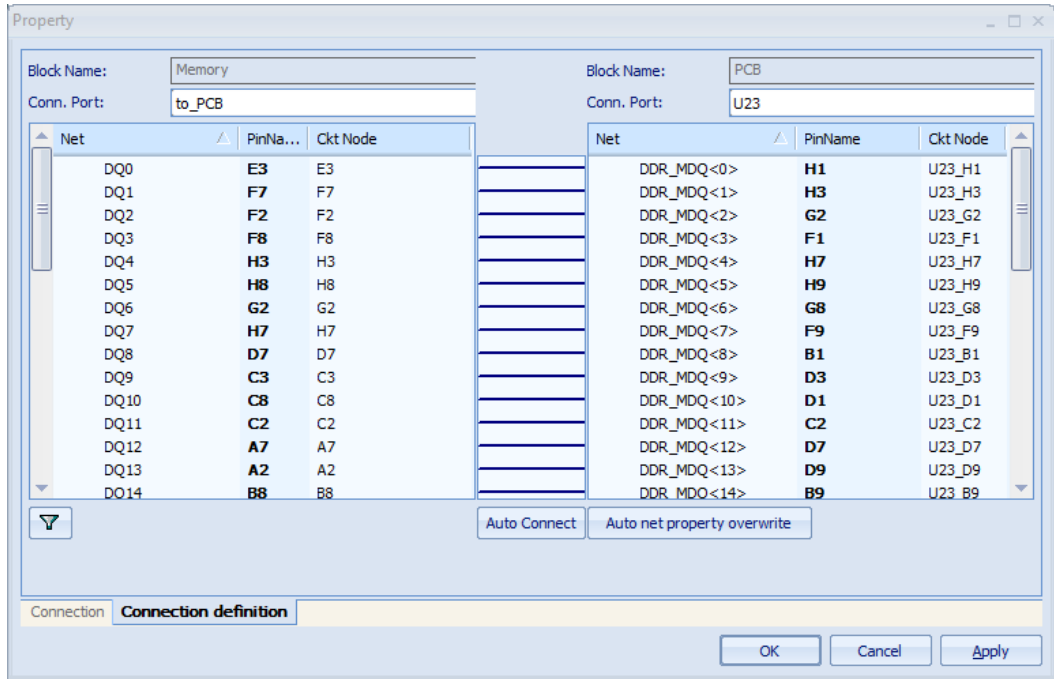 Property
Block Name: Memory Block Name: PCB
Conn. Port: to_PCB Conn. Port: U23
Net PinNa... Ckt Node Net PinName Ckt Node
DQ0 E3 E3 DDR_MDQ<0> H1 U23_H1
DQ1 F7 F7 DDR_MDQ<1> H3 U23_H3
DQ2 F2 F2 DDR_MDQ<2> G2 U23_G2
DQ3 F8 F8 DDR_MDQ<3> F1 U23_F1
DQ4 H3 H3 DDR_MDQ<4> H7 U23_H7
DQ5 H8 H8 DDR_MDQ<5> H9 U23_H9
DQ6 G2 G2 DDR_MDQ<6> G8 U23_G8
DQ7 H7 H7 DDR_MDQ<7> F9 U23_F9
DQ8 D7 D7 DDR_MDQ<8> B1 U23_B1
DQ9 C3 C3 DDR_MDQ<9> D3 U23_D3
DQ10 C8 C8 DDR_MDQ<10> D1 U23_D1
DQ11 C2 C2 DDR_MDQ<11> C2 U23_C2
DQ12 A7 A7 DDR_MDQ<12> D7 U23_D7
DQ13 A2 A2 DDR_MDQ<13> D9 U23_D9
DQ14 B8 B8 DDR_MDQ<14> B9 U23_B9
Auto Connect Auto net property overwrite
Connection Connection definition
OK Cancel Apply